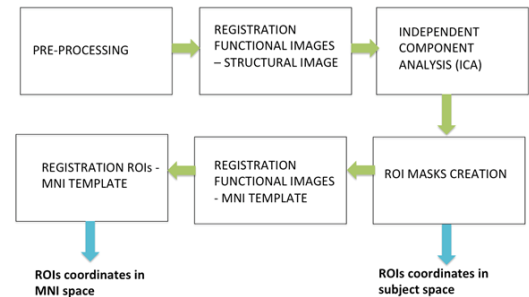 PRE-PROCESSING
REGISTRATION
FUNCTIONAL IMAGES
– STRUCTURAL IMAGE
INDEPENDENT
COMPONENT
ANALYSIS (ICA)
REGISTRATION ROIs -
MNI TEMPLATE
REGISTRATION
FUNCTIONAL IMAGES
- MNI TEMPLATE
ROI MASKS CREATION
ROIs coordinates in
MNI space
ROIs coordinates in
subject space